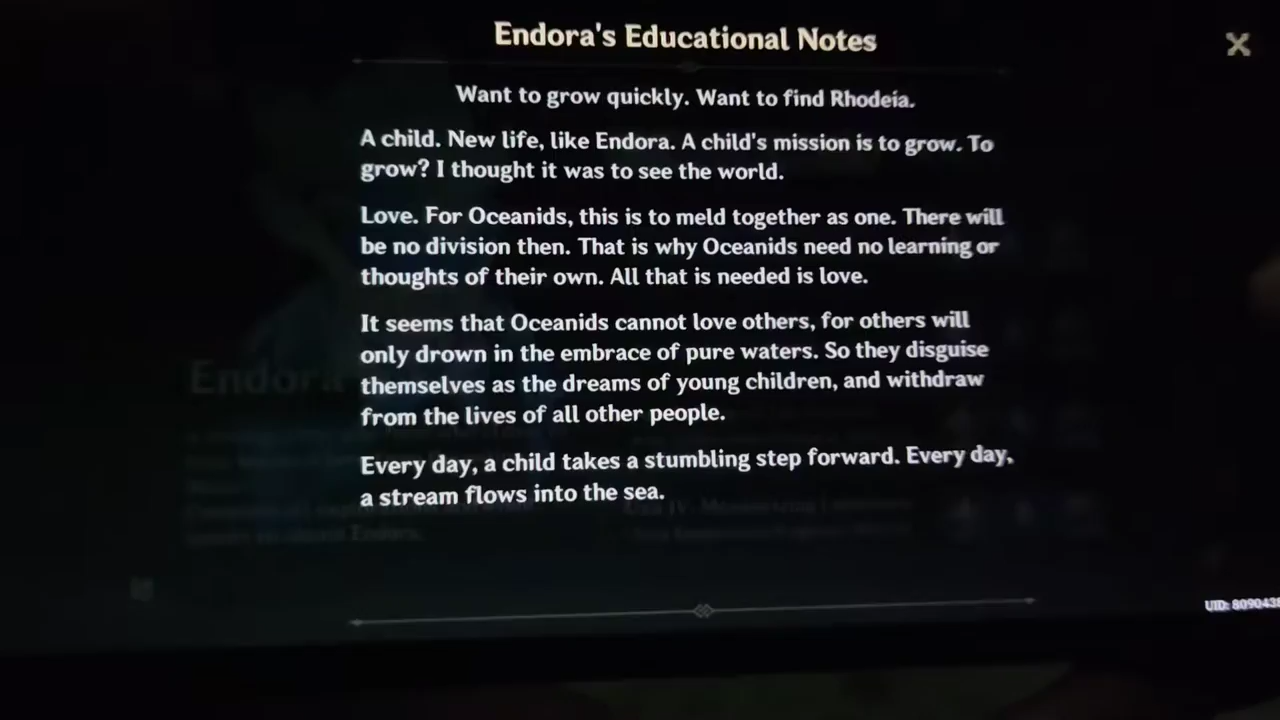 Endora's Educational Notes
Want to grow quickly. Want to find Rhodeia.
A child. New life, like Endora. A child's mission is to grow. To
grow? I thought it was to see the world.
Love. For Oceanids, this is to meld together as one. There will
be no division then. That is why Oceanids need no learning or
thoughts of their own. All that is needed is love.
It seems that Oceanids cannot love others, for others will
only drown in the embrace of pure waters. So they disguise
themselves as the dreams of young children, and withdraw
from the lives of all other people.
Every day, a child takes a stumbling step forward. Every day,
a stream flows into the sea.
Endora
UID: 809043